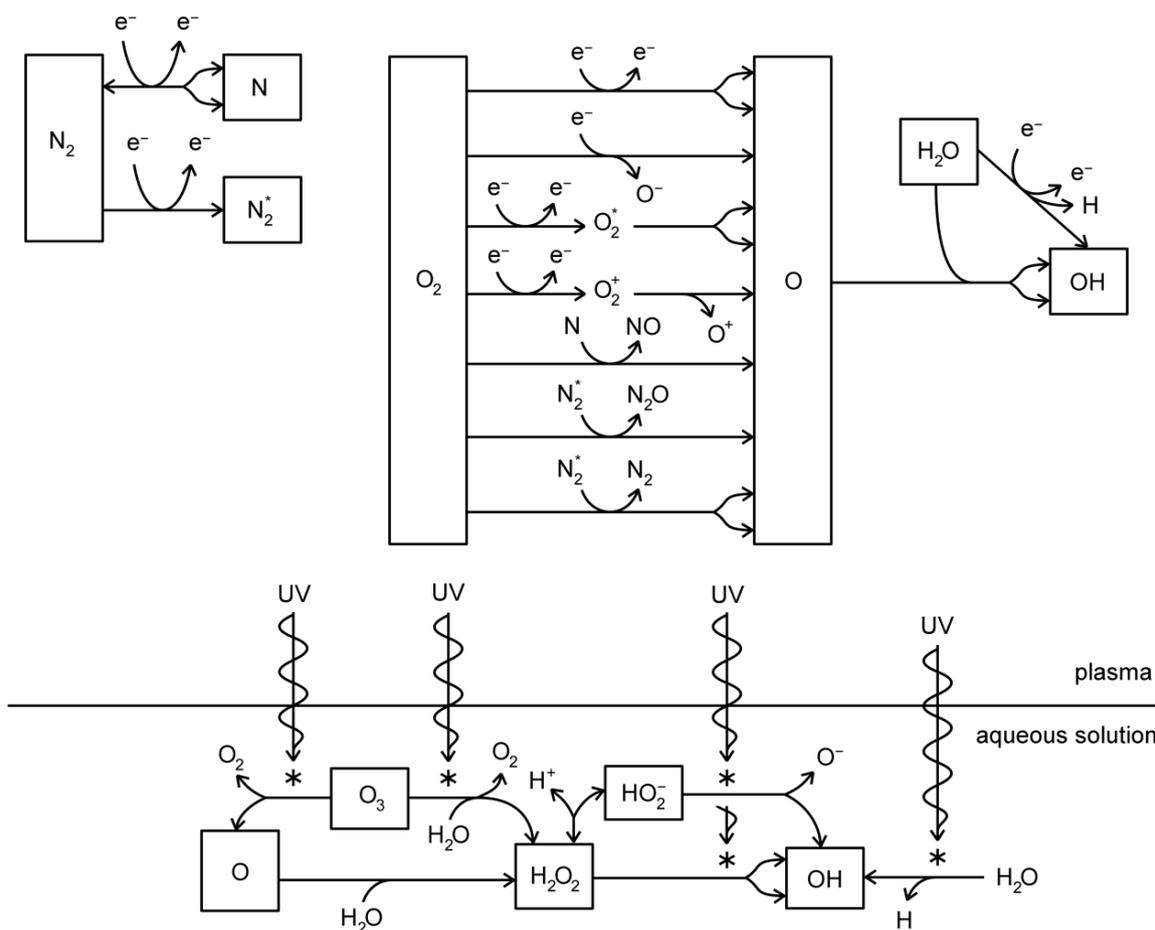 e⁻ e⁻
N
N₂
e⁻ e⁻
N₂*
e⁻ e⁻
e⁻
O⁻
e⁻ e⁻
O₂*
e⁻ e⁻
O₂ O
O₂⁺
O⁺
N NO
N₂* N₂O
N₂* N₂
H₂O
e⁻
e⁻
H
OH
UV UV UV UV
plasma
aqueous solution
O₂ O₂ O⁻
H⁺
O₃ HO₂⁻
* * * * *
H₂O
O H₂O₂ OH H₂O
H₂O H